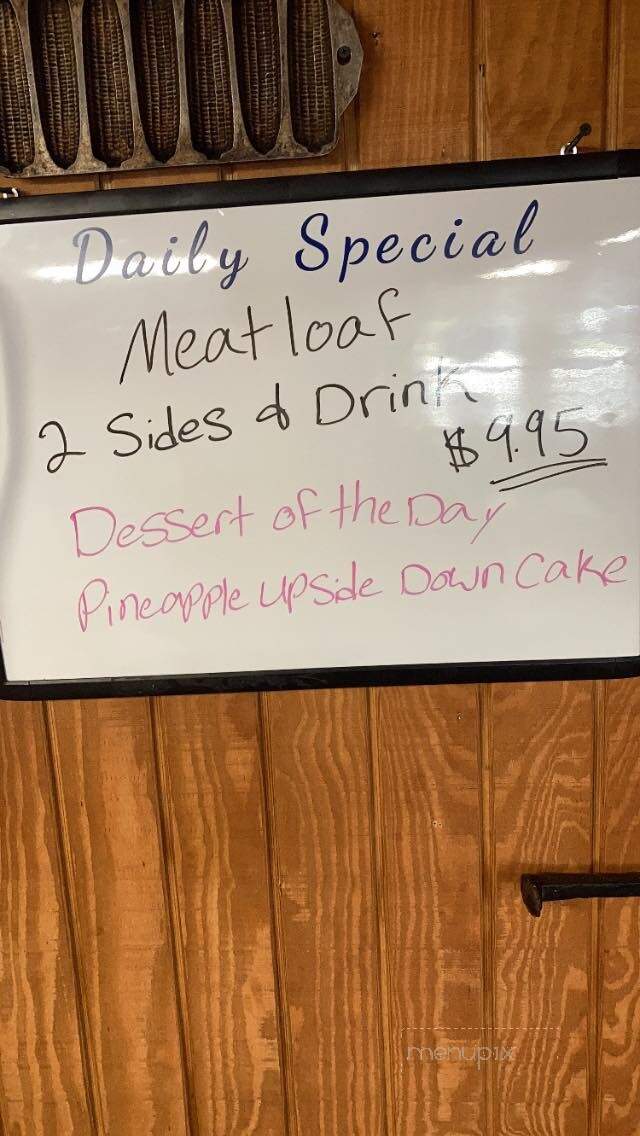 Daily Special
Meatloaf
2 Sides & Drink
$9.95
Dessert of the Day
Pineapple Upside Down Cake
menupix